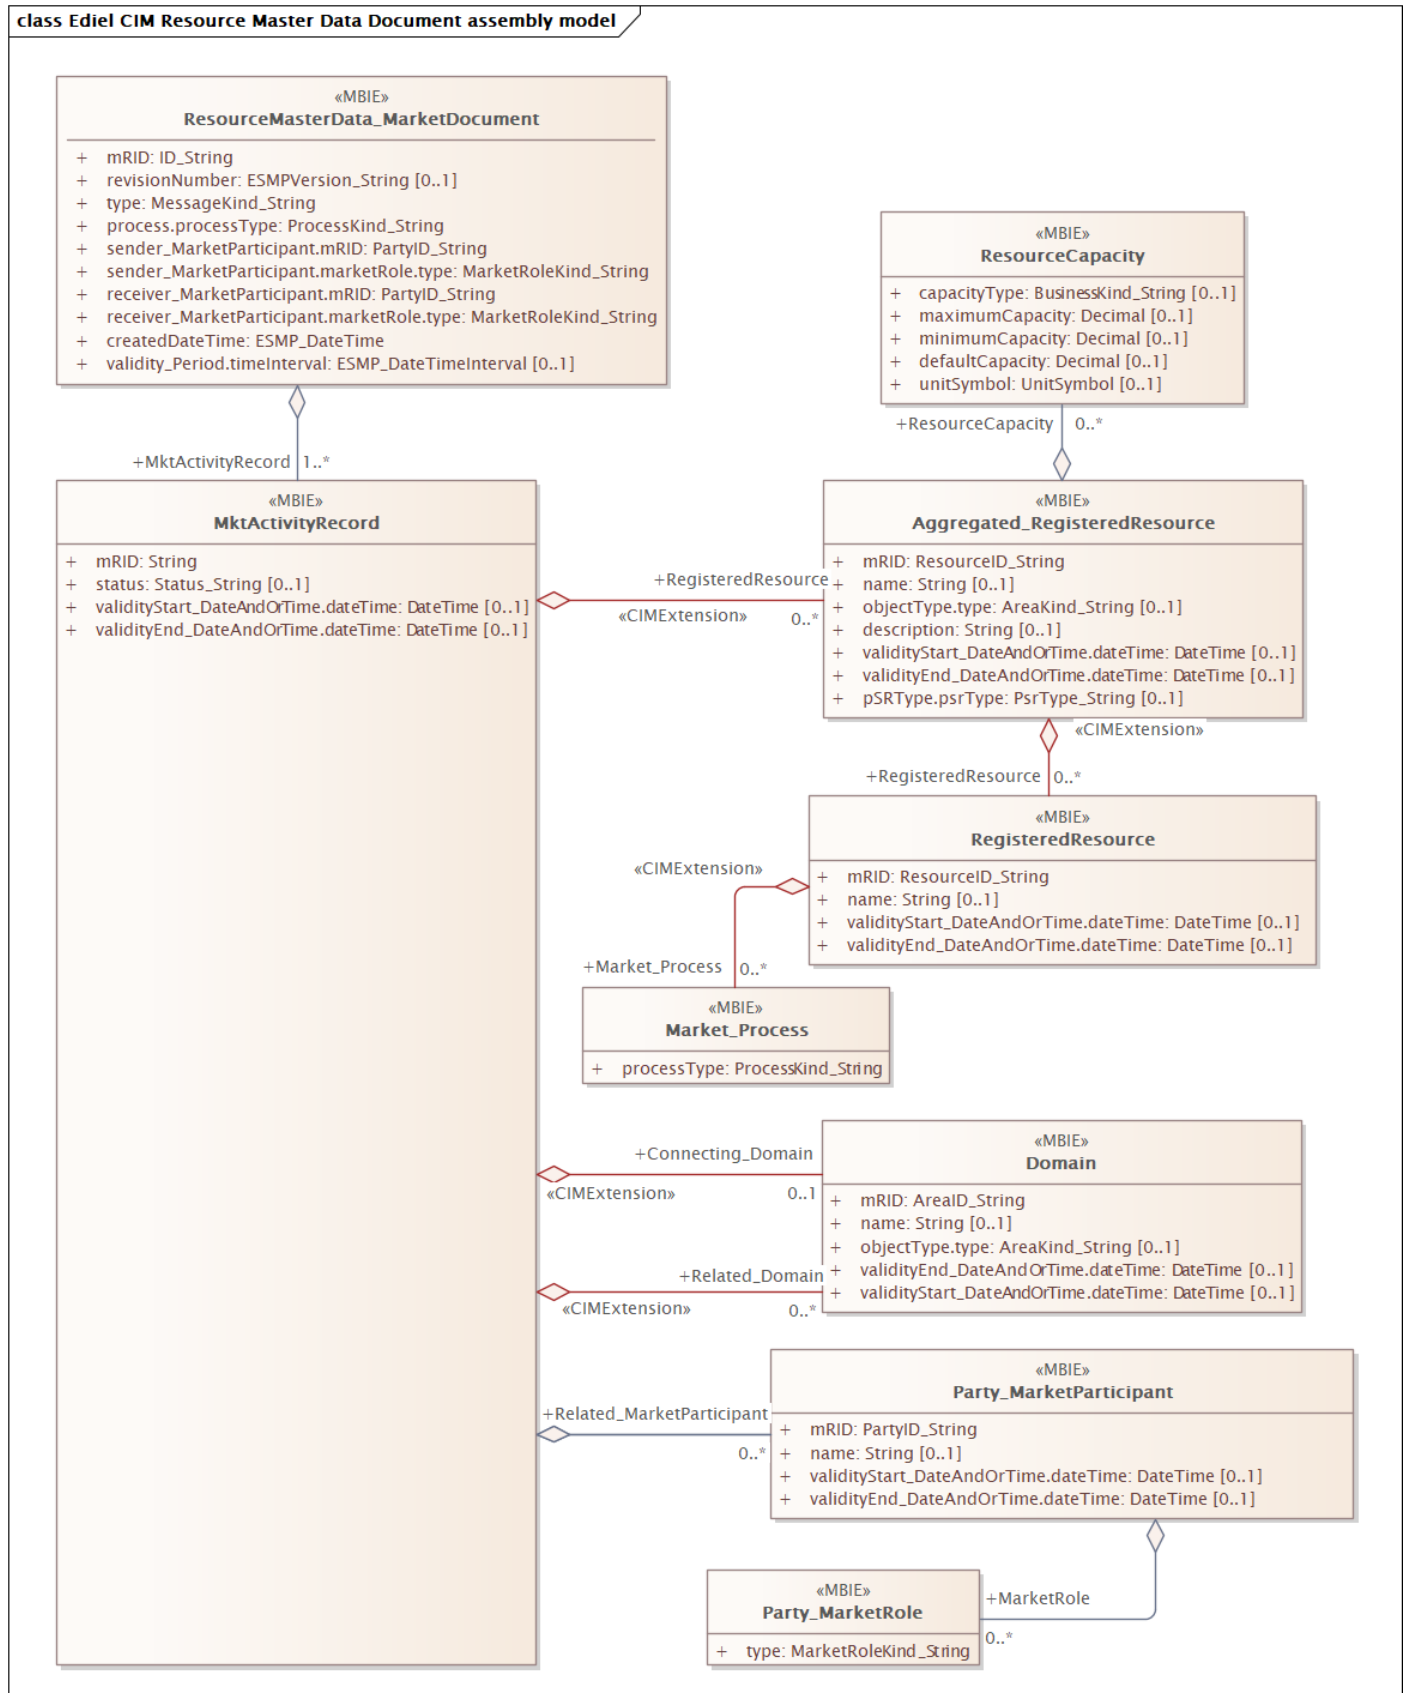 class Ediel CIM Resource Master Data Document assembly model
«MBIE»
ResourceMasterData_MarketDocument
+ mRID: ID_String
+ revisionNumber: ESMPVersion_String [0..1]
+ type: MessageKind_String
+ process.processType: ProcessKind_String
+ sender_MarketParticipant.mRID: PartyID_String
+ sender_MarketParticipant.marketRole.type: MarketRoleKind_String
+ receiver_MarketParticipant.mRID: PartyID_String
+ receiver_MarketParticipant.marketRole.type: MarketRoleKind_String
+ createdDateTime: ESMP_DateTime
+ validity_Period.timeInterval: ESMP_DateTimeInterval [0..1]
«MBIE»
ResourceCapacity
+ capacityType: BusinessKind_String [0..1]
+ maximumCapacity: Decimal [0..1]
+ minimumCapacity: Decimal [0..1]
+ defaultCapacity: Decimal [0..1]
+ unitSymbol: UnitSymbol [0..1]
+ResourceCapacity 0..*
+MktActivityRecord 1..*
«MBIE»
MktActivityRecord
+ mRID: String
+ status: Status_String [0..1]
+ validityStart_DateAndOrTime.dateTime: DateTime [0..1]
+ validityEnd_DateAndOrTime.dateTime: DateTime [0..1]
+RegisteredResource
«CIMExtension» 0..*
«MBIE»
Aggregated_RegisteredResource
+ mRID: ResourceID_String
+ name: String [0..1]
+ objectType.type: AreaKind_String [0..1]
+ description: String [0..1]
+ validityStart_DateAndOrTime.dateTime: DateTime [0..1]
+ validityEnd_DateAndOrTime.dateTime: DateTime [0..1]
+ pSRType.psrType: PsrType_String [0..1]
«CIMExtension»
+RegisteredResource 0..*
«MBIE»
RegisteredResource
+ mRID: ResourceID_String
+ name: String [0..1]
+ validityStart_DateAndOrTime.dateTime: DateTime [0..1]
+ validityEnd_DateAndOrTime.dateTime: DateTime [0..1]
«CIMExtension»
+Market_Process 0..*
«MBIE»
Market_Process
+ processType: ProcessKind_String
+Connecting_Domain
«CIMExtension» 0..1
«MBIE»
Domain
+ mRID: AreaID_String
+ name: String [0..1]
+ objectType.type: AreaKind_String [0..1]
+ validityEnd_DateAndOrTime.dateTime: DateTime [0..1]
+ validityStart_DateAndOrTime.dateTime: DateTime [0..1]
+Related_Domain
«CIMExtension» 0..*
+Related_MarketParticipant
0..*
«MBIE»
Party_MarketParticipant
+ mRID: PartyID_String
+ name: String [0..1]
+ validityStart_DateAndOrTime.dateTime: DateTime [0..1]
+ validityEnd_DateAndOrTime.dateTime: DateTime [0..1]
+MarketRole
0..*
«MBIE»
Party_MarketRole
+ type: MarketRoleKind_String